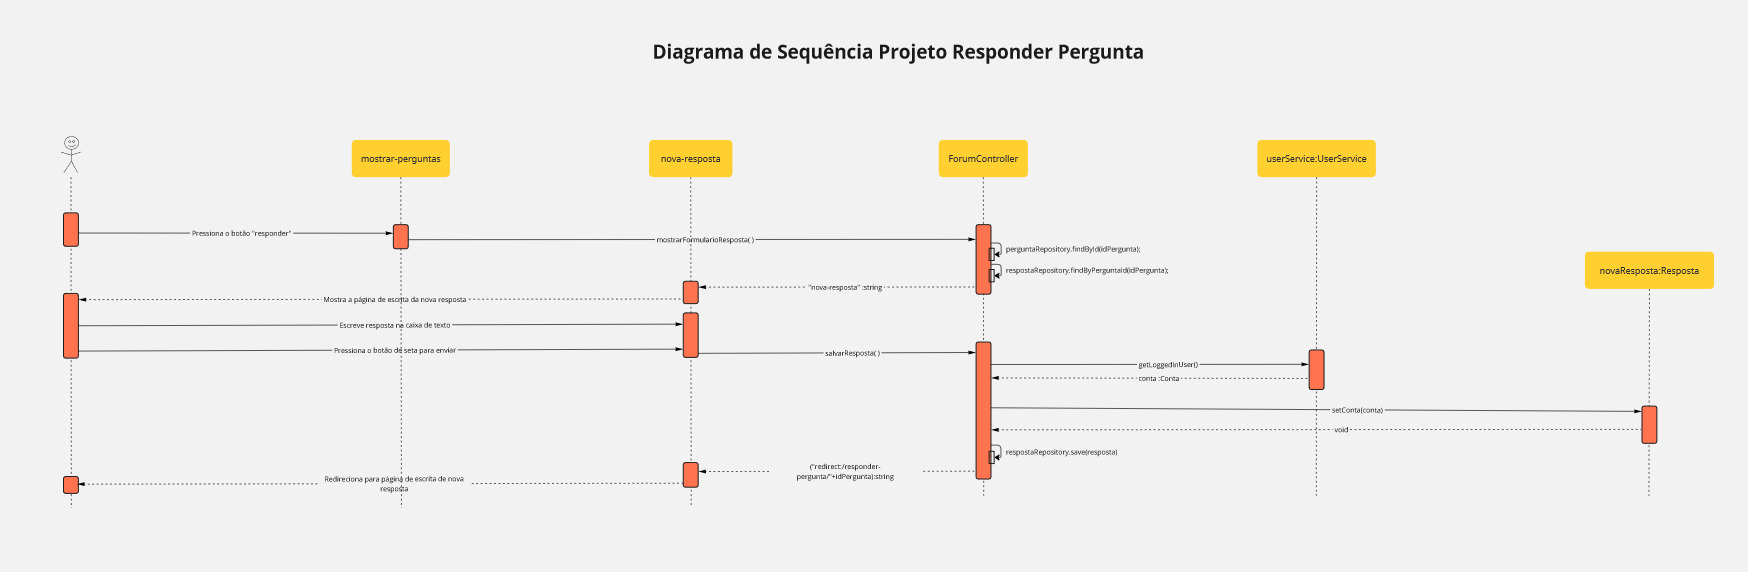 Diagrama de Sequência Projeto Responder Pergunta
mostrar-perguntas
nova-resposta
ForumController
userService:UserService
Pressiona o botão "responder"
mostrarFormularioResposta( )
perguntaRepository.findById(idPergunta);
respostaRepository.findByPerguntaId(idPergunta);
novaResposta:Resposta
"nova-resposta" :string
Mostra a página de escrita da nova resposta
Escreve resposta na caixa de texto
Pressiona o botão de seta para enviar
salvarResposta( )
getLoggedInUser()
conta :Conta
setConta(conta)
void
respostaRepository.save(resposta)
("redirect:/responder-
pergunta/"+idPergunta):string
Redireciona para página de escrita de nova
resposta